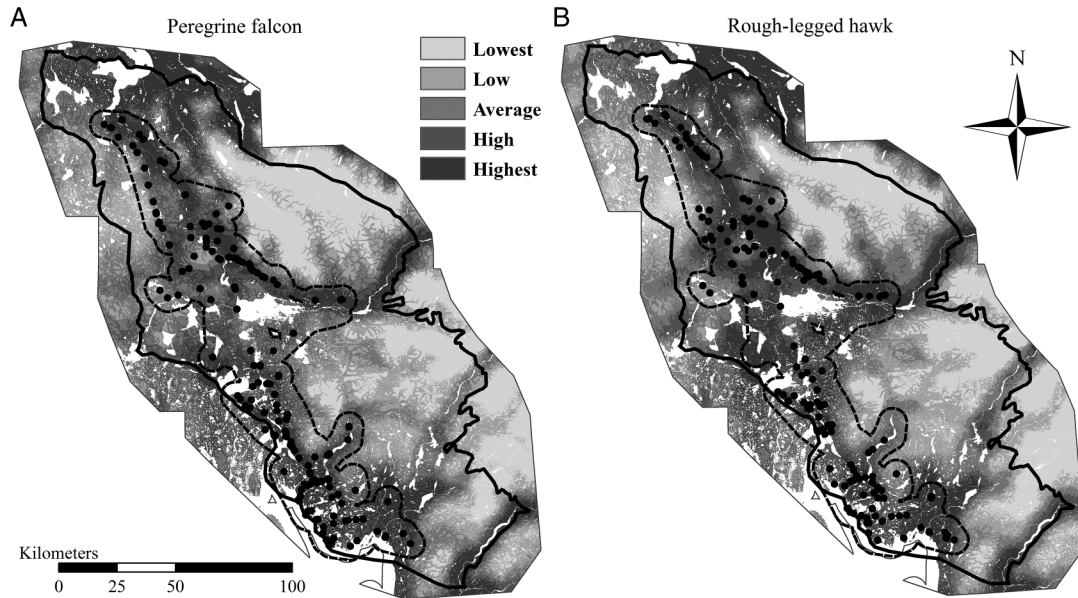 A
Peregrine falcon
Lowest
Low
Average
High
Highest
B
Rough-legged hawk
N
Kilometers
0 25 50 100